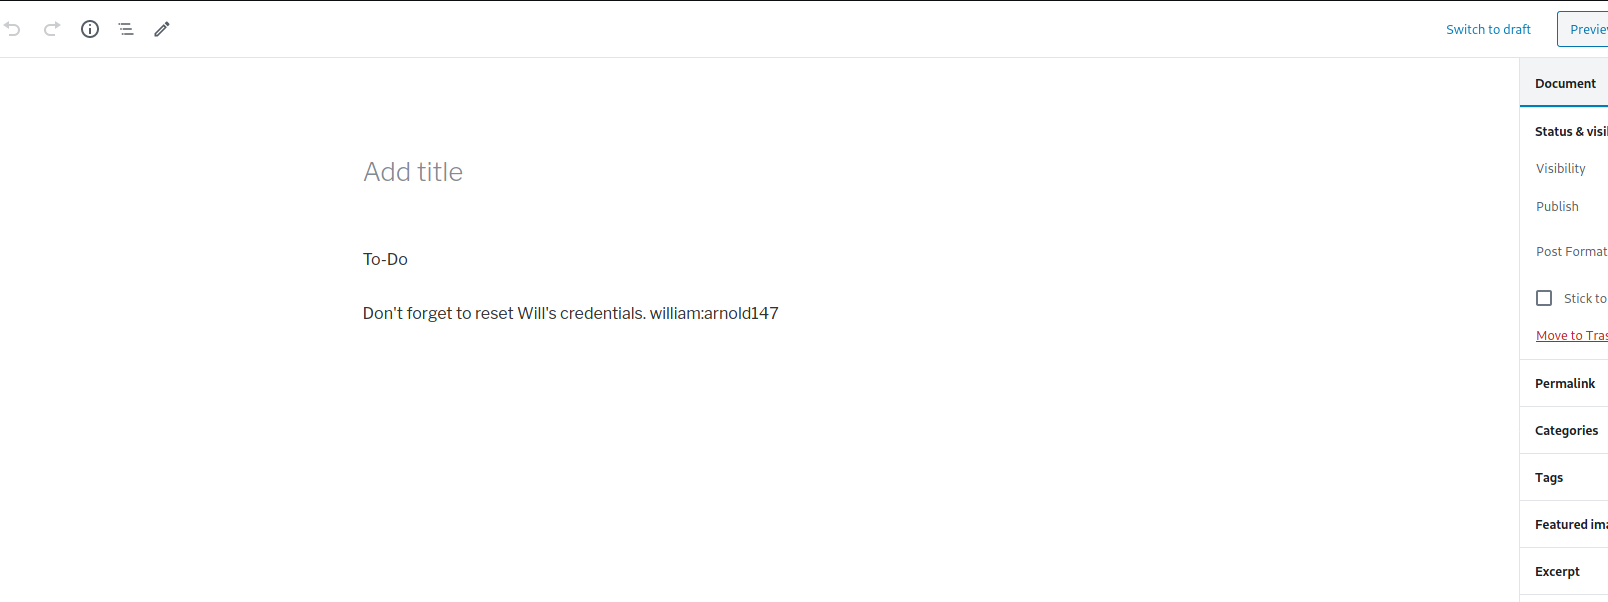 Switch to draft
Preview
Document
Add title
Status & visi
Visibility
Publish
To-Do
Post Format
Stick to
Don't forget to reset Will's credentials. william:arnold147
Move to Tras
Permalink
Categories
Tags
Featured ima
Excerpt